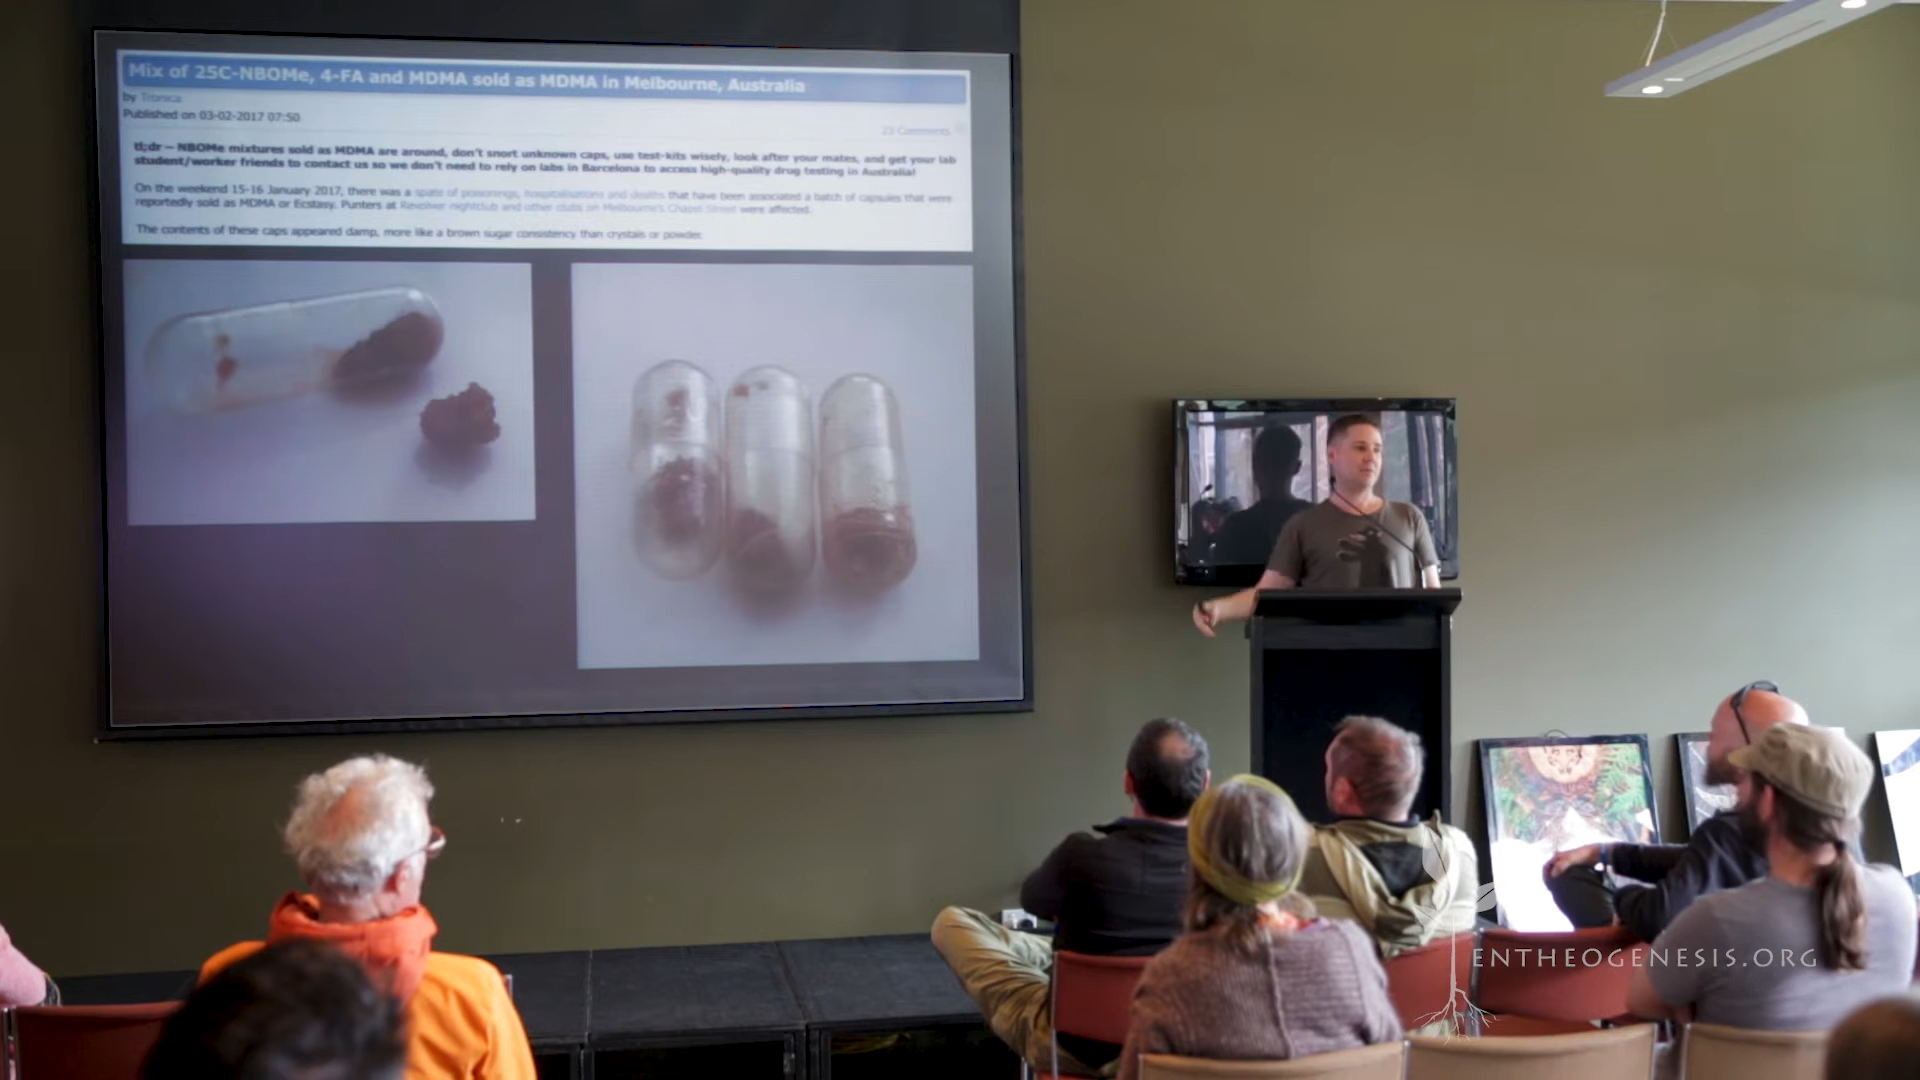 Mix of 25C-NBOMe, 4-FA and MDMA sold as MDMA in Melbourne, Australia
by Tronica
Published on 03-02-2017 07:50
23 Comments
tl;dr – NBOMe mixtures sold as MDMA are around, don't snort unknown caps, use test-kits wisely, look after your mates, and get your lab
student/worker friends to contact us so we don't need to rely on labs in Barcelona to access high-quality drug testing in Australia!
On the weekend 15-16 January 2017, there was a spate of poisonings, hospitalisations and deaths that have been associated a batch of capsules that were
reportedly sold as MDMA or Ecstasy. Punters at Revolver nightclub and other clubs on Melbourne's Chapel Street were affected.
The contents of these caps appeared damp, more like a brown sugar consistency than crystals or powder.
ENTHEOGENESIS.ORG